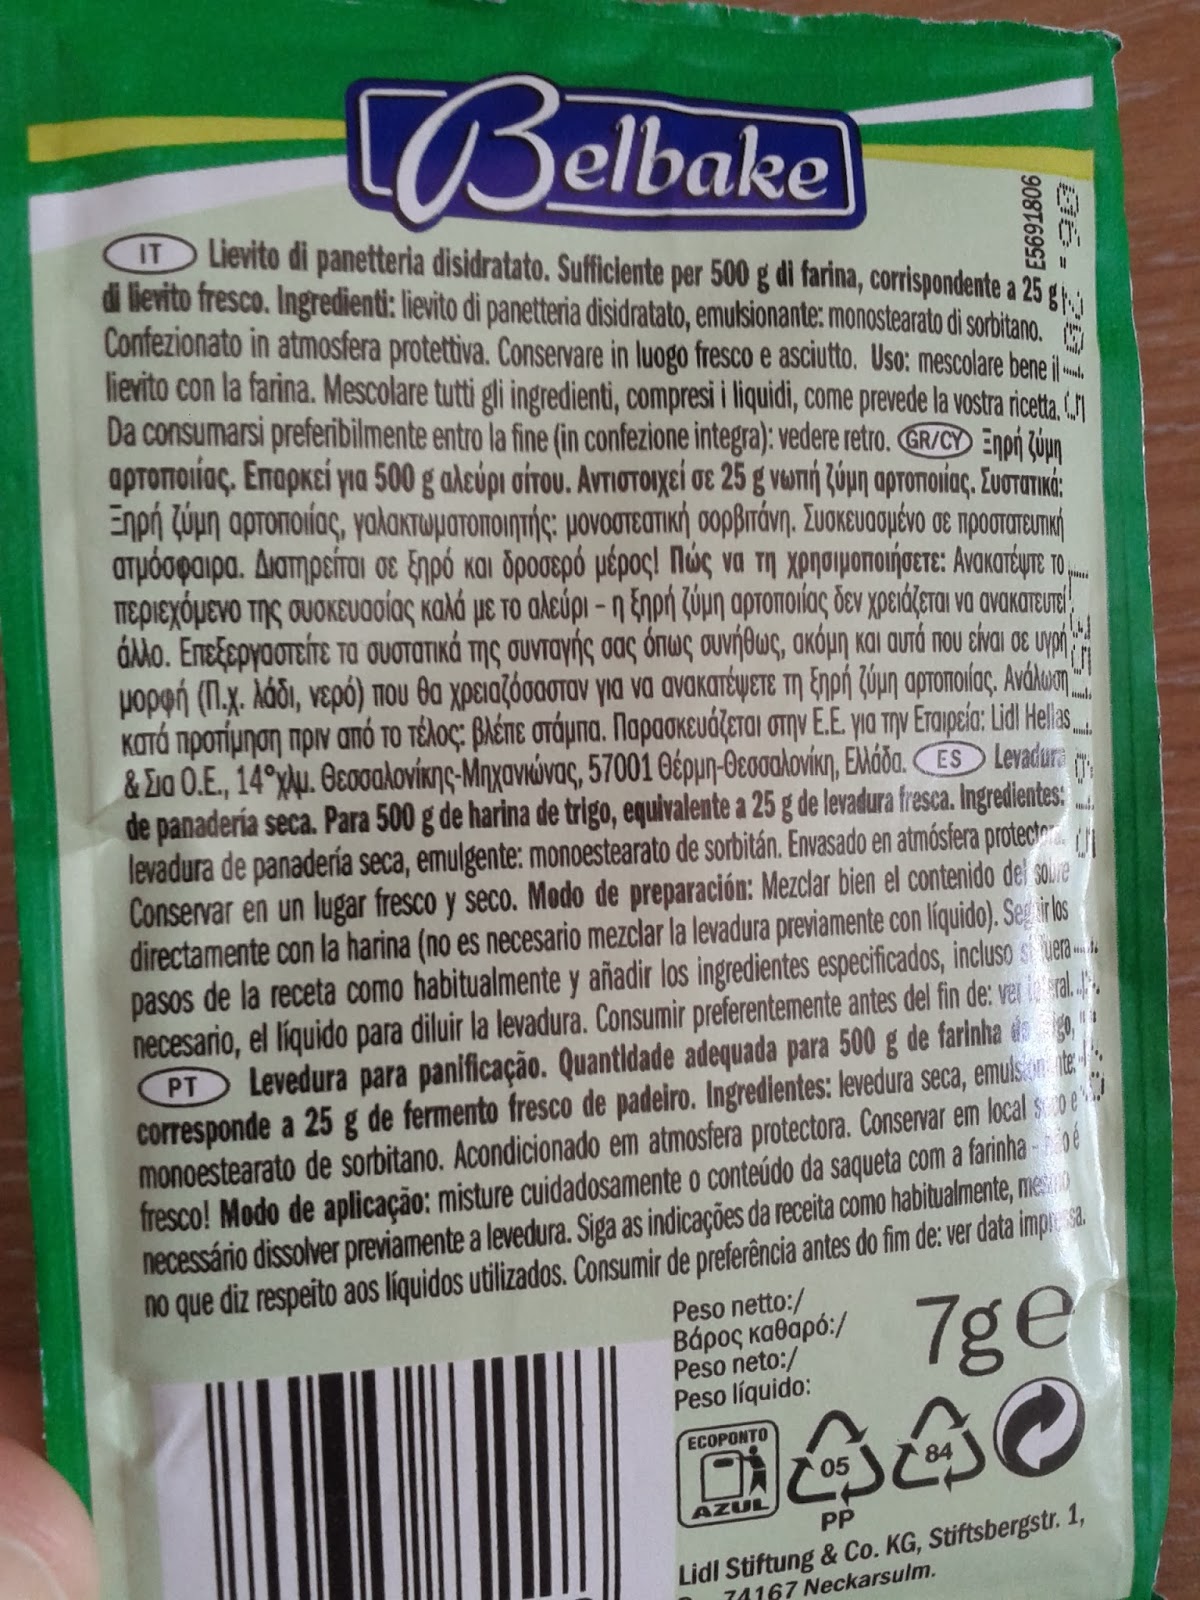 Belbake
E5691806
IT Lievito di panetteria disidratato. Sufficiente per 500 g di farina, corrispondente a 25 g
di lievito fresco. Ingredienti: lievito di panetteria disidratato, emulsionante: monostearato di sorbitano.
Confezionato in atmosfera protettiva. Conservare in luogo fresco e asciutto. Uso: mescolare bene il
lievito con la farina. Mescolare tutti gli ingredienti, compresi i liquidi, come prevede la vostra ricetta.
Da consumarsi preferibilmente entro la fine (in confezione integra): vedere retro. GR/CY Ξηρή ζύμη
αρτοποιίας. Επαρκεί για 500 g αλεύρι σίτου. Αντιστοιχεί σε 25 g νωπή ζύμη αρτοποιίας. Συστατικά:
Ξηρή ζύμη αρτοποιίας, γαλακτωματοποιητής: μονοστεατική σορβιτάνη. Συσκευασμένο σε προστατευτική
ατμόσφαιρα. Διατηρείται σε ξηρό και δροσερό μέρος! Πώς να τη χρησιμοποιήσετε: Ανακατέψτε το
περιεχόμενο της συσκευασίας καλά με το αλεύρι – η ξηρή ζύμη αρτοποιίας δεν χρειάζεται να ανακατευτεί
άλλο. Επεξεργαστείτε τα συστατικά της συνταγής σας όπως συνήθως, ακόμη και αυτά που είναι σε υγρή
μορφή (Π.χ. λάδι, νερό) που θα χρειαζόσασταν για να ανακατέψετε τη ξηρή ζύμη αρτοποιίας. Ανάλωση
κατά προτίμηση πριν από το τέλος: βλέπε στάμπα. Παρασκευάζεται στην Ε.Ε. για την Εταιρεία: Lidl Hellas
& Σια Ο.Ε., 14°χλμ. Θεσσαλονίκης-Μηχανιώνας, 57001 Θέρμη-Θεσσαλονίκη, Ελλάδα. ES Levadura
de panadería seca. Para 500 g de harina de trigo, equivalente a 25 g de levadura fresca. Ingredientes:
levadura de panadería seca, emulgente: monoestearato de sorbitán. Envasado en atmósfera protectora.
Conservar en un lugar fresco y seco. Modo de preparación: Mezclar bien el contenido del sobre
directamente con la harina (no es necesario mezclar la levadura previamente con líquido). Seguir los
pasos de la receta como habitualmente y añadir los ingredientes especificados, incluso si fuera
necesario, el líquido para diluir la levadura. Consumir preferentemente antes del fin de: ver lateral.
PT Levedura para panificação. Quantidade adequada para 500 g de farinha de trigo,
corresponde a 25 g de fermento fresco de padeiro. Ingredientes: levedura seca, emulsionante:
monoestearato de sorbitano. Acondicionado em atmosfera protectora. Conservar em local seco e
fresco! Modo de aplicação: misture cuidadosamente o conteúdo da saqueta com a farinha - não é
necessário dissolver previamente a levedura. Siga as indicações da receita como habitualmente, mesmo
no que diz respeito aos líquidos utilizados. Consumir de preferência antes do fim de: ver data impressa.
Peso netto:/
Βάρος καθαρό:/
Peso neto:/
Peso líquido:
7g e
ECOPONTO
AZUL
05
PP
84
Lidl Stiftung & Co. KG, Stiftsbergstr. 1,
74167 Neckarsulm.